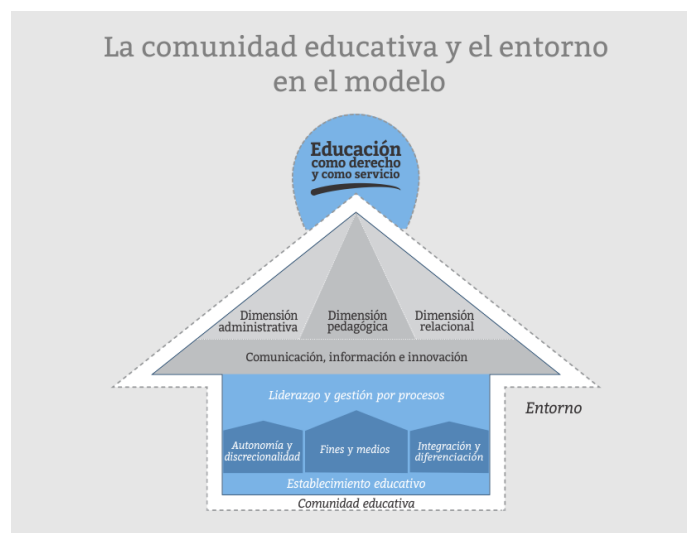 La comunidad educativa y el entorno
en el modelo
Educación
como derecho
y como servicio
Dimensión
administrativa
Dimensión
pedagógica
Dimensión
relacional
Comunicación, información e innovación
Liderazgo y gestión por procesos
Entorno
Autonomía y
discrecionalidad
Fines y medios
Integración y
diferenciación
Establecimiento educativo
Comunidad educativa